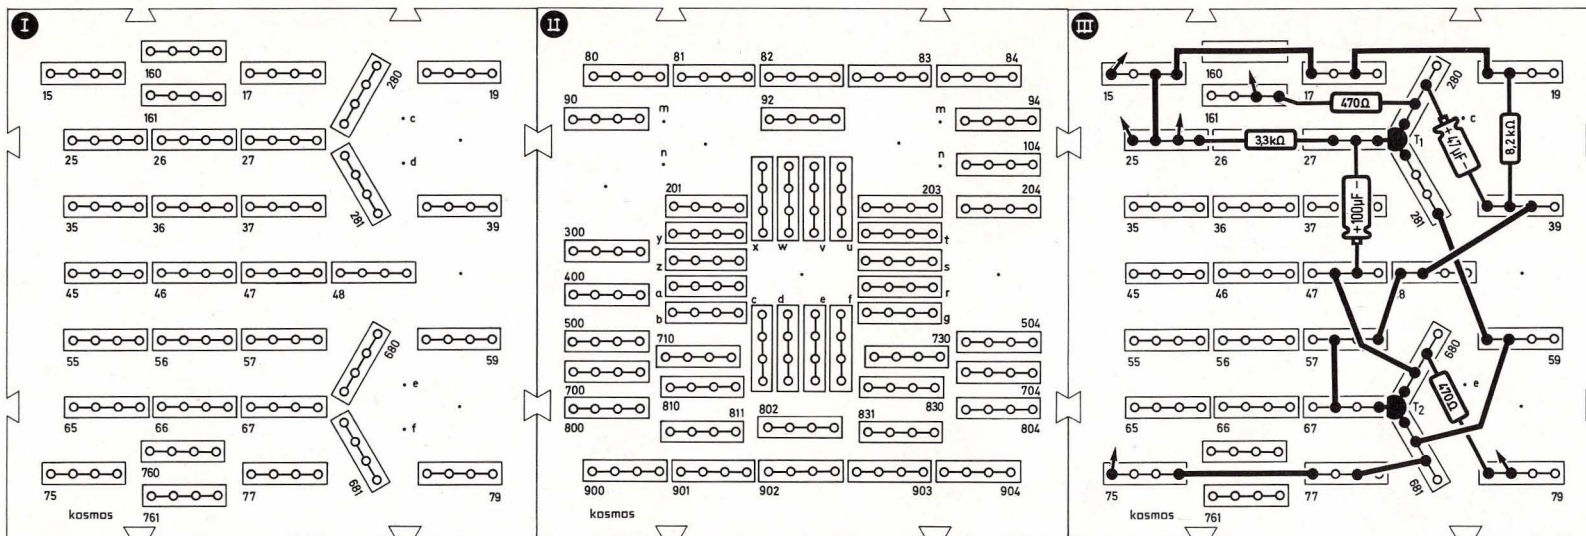 I
160
15
161
17
280
19
c
25
26
27
d
35
36
37
281
39
45
46
47
48
55
56
57
680
59
e
65
66
67
f
760
75
761
77
681
79
kosmos
II
80
81
82
83
84
90
m
92
m
94
n
n
104
201
203
204
300
y
x
w
v
u
t
z
s
400
a
c
d
e
f
r
b
g
500
710
730
504
700
810
811
802
831
830
704
800
804
900
901
902
903
904
III
15
160
161
17
280
19
470Ω
c
25
26
3,3kΩ
27
T1
+47µF-
8,2 kΩ
35
36
37
+100µF-
281
39
45
46
47
8
55
56
57
680
59
470Ω
e
65
66
67
T2
75
761
77
681
79
kosmos